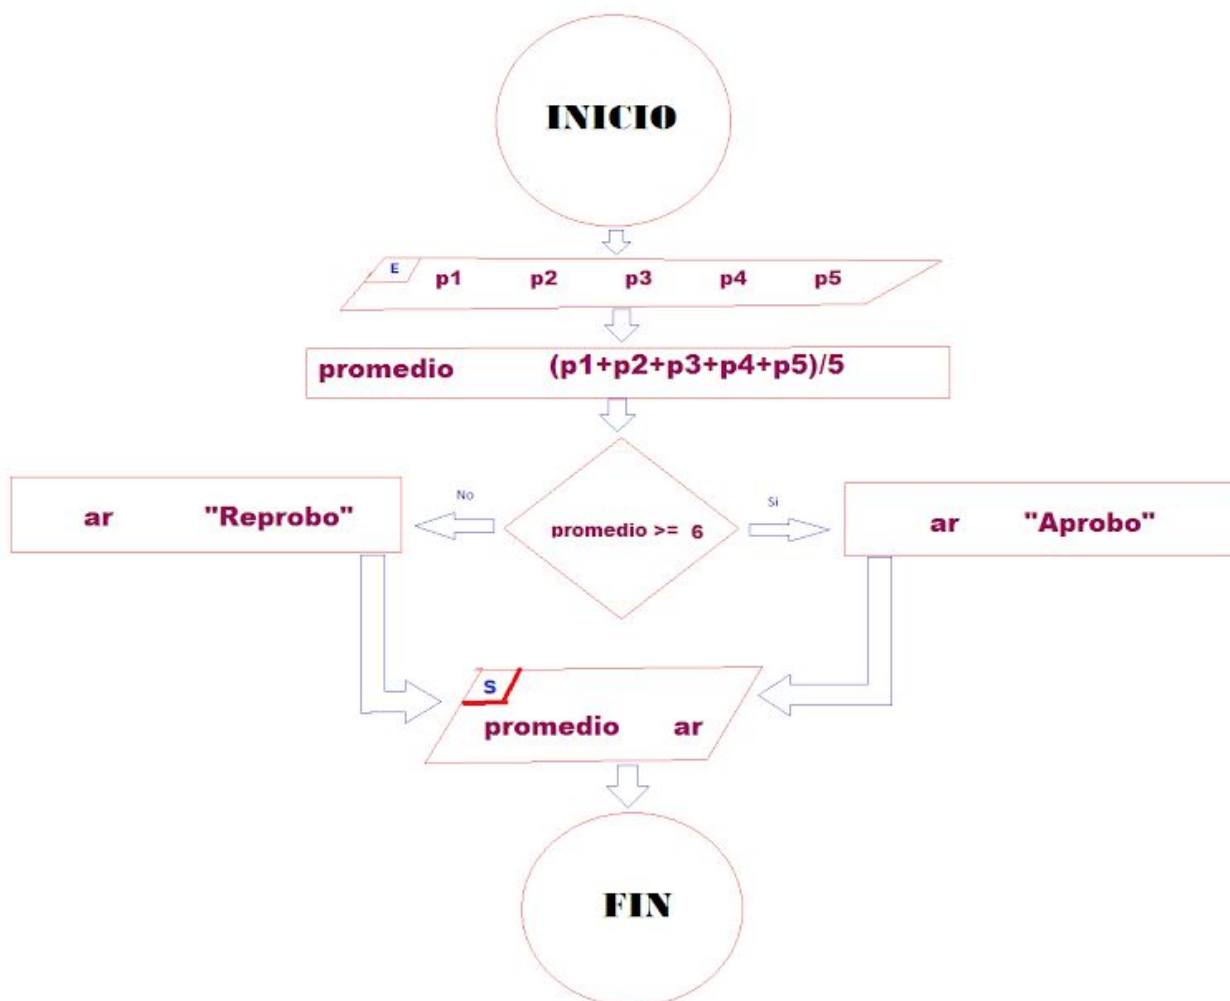 INICIO
E p1 p2 p3 p4 p5
promedio (p1+p2+p3+p4+p5)/5
No
Si
ar "Reprobo"
promedio >= 6
ar "Aprobo"
S
promedio ar
FIN